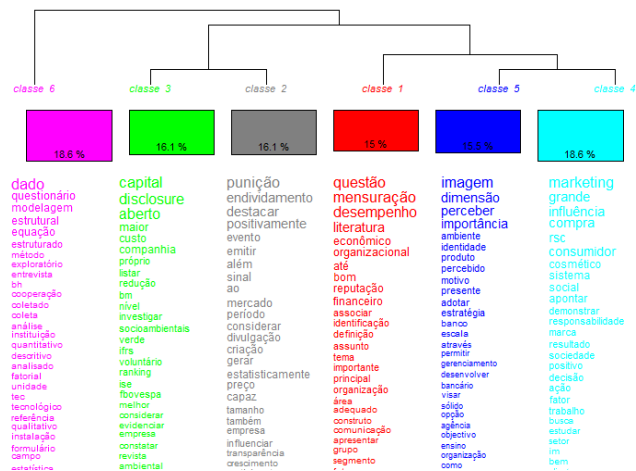 classe 6
classe 3
classe 2
classe 1
classe 5
classe 4
18.6 %
16.1 %
16.1 %
15 %
15.5 %
18.6 %
dado
questionário
modelagem
estrutural
equação
estruturado
método
exploratório
entrevista
bh
cooperação
coletado
coleta
análise
instituição
quantitativo
descritivo
analisado
fatorial
unidade
tec
tecnológico
referência
qualitativo
instalação
formulário
campo
estatística
capital
disclosure
aberto
maior
custo
companhia
próprio
listar
redução
bm
nível
investigar
socioambientais
verde
ifrs
voluntário
ranking
ise
fbovespa
melhor
considerar
evidenciar
empresa
constatar
revista
ambiental
punição
endividamento
destacar
positivamente
evento
emitir
além
sinal
ao
mercado
período
considerar
divulgação
criação
gerar
estatisticamente
preço
capaz
tamanho
também
empresa
influenciar
transparência
crescimento
questão
mensuração
desempenho
literatura
econômico
organizacional
até
bom
reputação
financeiro
associar
identificação
definição
assunto
tema
importante
principal
organização
área
adequado
construto
comunicação
apresentar
grupo
segmento
imagem
dimensão
perceber
importância
ambiente
identidade
produto
percebido
motivo
presente
adotar
estratégia
banco
escala
através
permitir
gerenciamento
desenvolver
bancário
visar
sólido
opção
agência
objectivo
ensino
organização
como
marketing
grande
influência
compra
rsc
consumidor
cosmético
sistema
social
apontar
demonstrar
responsabilidade
marca
resultado
sociedade
positivo
decisão
ação
fator
trabalho
busca
estudar
setor
im
bem